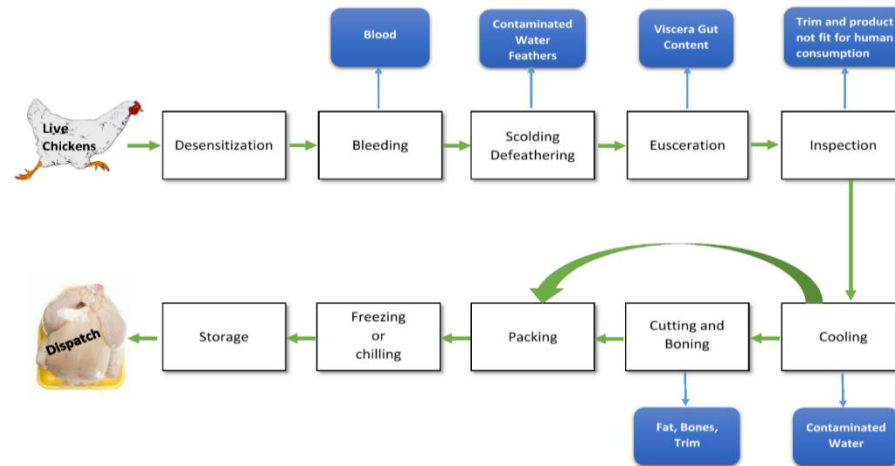 Blood
Contaminated
Water
Feathers
Viscera Gut
Content
Trim and product
not fit for human
consumption
Live
Chickens
Desensitization
Bleeding
Scolding
Defeathering
Eusceration
Inspection
Dispatch
Storage
Freezing
or
chilling
Packing
Cutting and
Boning
Cooling
Fat, Bones,
Trim
Contaminated
Water